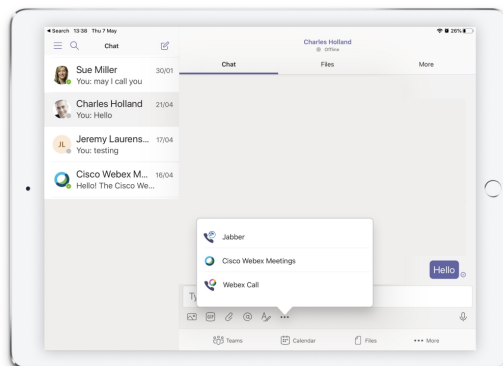 Search 13:38 Thu 7 May
26%
Chat
Charles Holland
Offline
Chat Files More
Sue Miller 30/01
You: may I call you
Charles Holland 21/04
You: Hello
JL
Jeremy Laurens... 17/04
You: testing
Cisco Webex M... 16/04
Hello! The Cisco We...
Jabber
Cisco Webex Meetings
Webex Call
Hello
Ty
GIF
Teams Calendar Files More